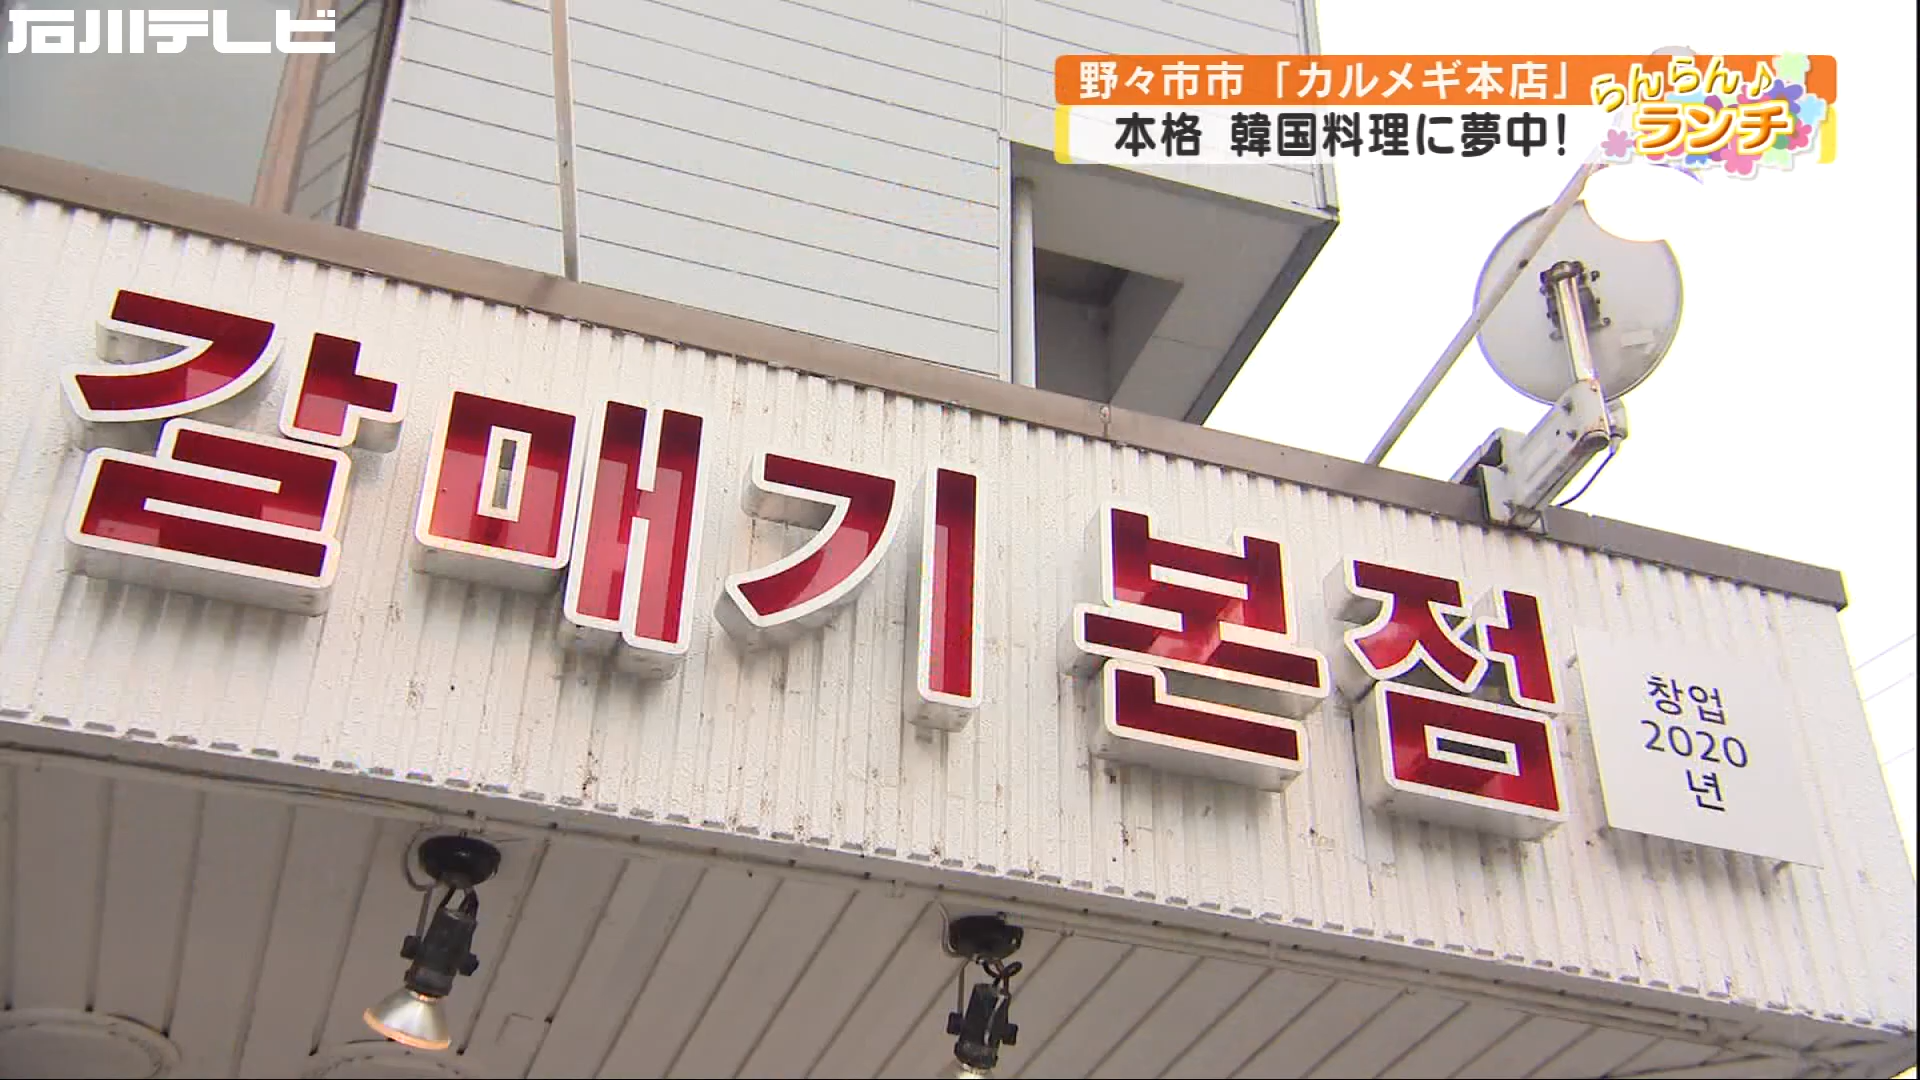 石川テレビ
野々市市「カルメギ本店」
本格 韓国料理に夢中!
らんらん♪
ランチ
갈매기 본점
창업
2020
년